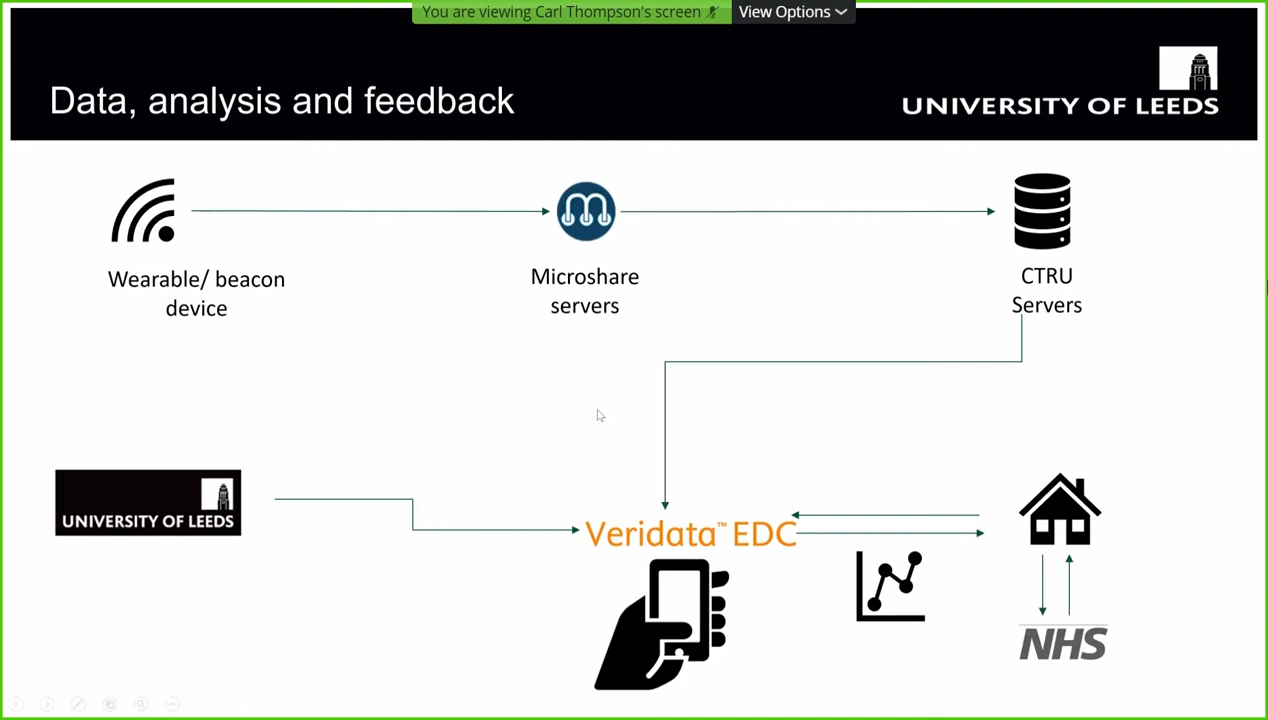 You are viewing Carl Thompson's screen
View Options
Data, analysis and feedback
UNIVERSITY OF LEEDS
Wearable/ beacon
device
Microshare
servers
CTRU
Servers
UNIVERSITY OF LEEDS
Veridata™ EDC
NHS